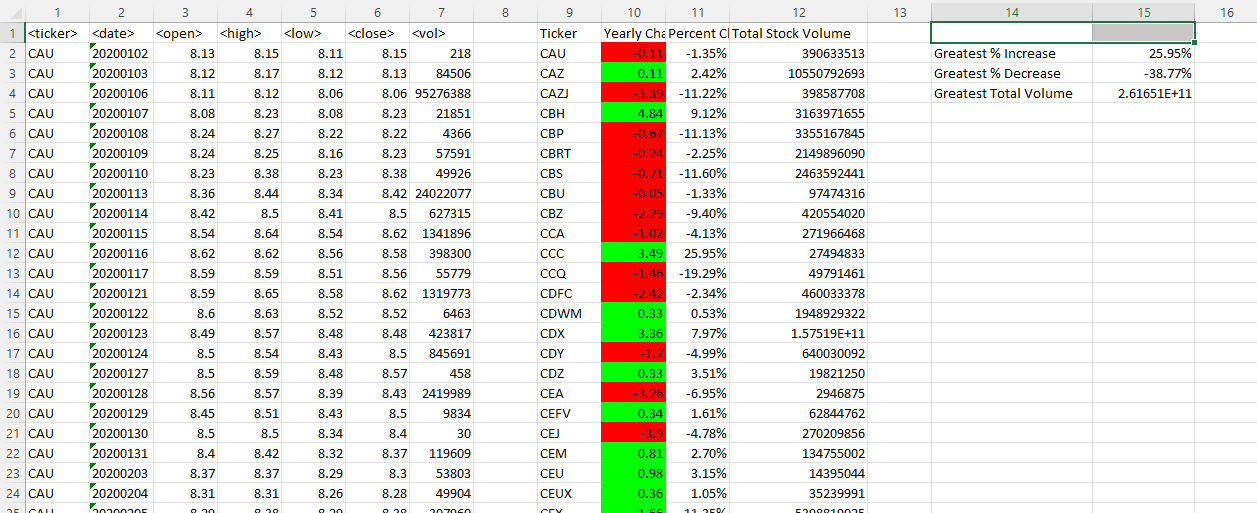 1 2 3 4 5 6 7 8 9 10 11 12 13 14 15 16
1 <ticker> <date> <open> <high> <low> <close> <vol> Ticker Yearly Cha Percent C Total Stock Volume
2 CAU 20200102 8.13 8.15 8.11 8.15 218 CAU -0.11 -1.35% 390633513 Greatest % Increase 25.95%
3 CAU 20200103 8.12 8.17 8.12 8.13 84506 CAZ 0.11 2.42% 10550792693 Greatest % Decrease -38.77%
4 CAU 20200106 8.11 8.12 8.06 8.06 95276388 CAZJ -3.39 -11.22% 398587708 Greatest Total Volume 2.61651E+11
5 CAU 20200107 8.08 8.23 8.08 8.23 21851 CBH 4.84 9.12% 3163971655
6 CAU 20200108 8.24 8.27 8.22 8.22 4366 CBP -0.67 -11.13% 3355167845
7 CAU 20200109 8.24 8.25 8.16 8.23 57591 CBRT -0.24 -2.25% 2149896090
8 CAU 20200110 8.23 8.38 8.23 8.38 49926 CBS -0.71 -11.60% 2463592441
9 CAU 20200113 8.36 8.44 8.34 8.42 24022077 CBU -0.05 -1.33% 97474316
10 CAU 20200114 8.42 8.5 8.41 8.5 627315 CBZ -2.29 -9.40% 420554020
11 CAU 20200115 8.54 8.64 8.54 8.62 1341896 CCA -1.02 -4.13% 271966468
12 CAU 20200116 8.62 8.62 8.56 8.58 398300 CCC 3.49 25.95% 27494833
13 CAU 20200117 8.59 8.59 8.51 8.56 55779 CCQ -1.46 -19.29% 49791461
14 CAU 20200121 8.59 8.65 8.58 8.62 1319773 CDFC -2.42 -2.34% 460033378
15 CAU 20200122 8.6 8.63 8.52 8.52 6463 CDWM 0.33 0.53% 1948929322
16 CAU 20200123 8.49 8.57 8.48 8.48 423817 CDX 3.36 7.97% 1.57519E+11
17 CAU 20200124 8.5 8.54 8.43 8.5 845691 CDY -1.7 -4.99% 640030092
18 CAU 20200127 8.5 8.59 8.48 8.57 458 CDZ 0.33 3.51% 19821250
19 CAU 20200128 8.56 8.57 8.39 8.43 2419989 CEA -3.26 -6.95% 2946875
20 CAU 20200129 8.45 8.51 8.43 8.5 9834 CEFV 0.34 1.61% 62844762
21 CAU 20200130 8.5 8.5 8.34 8.4 30 CEJ -3.9 -4.78% 270209856
22 CAU 20200131 8.4 8.42 8.32 8.37 119609 CEM 0.81 2.70% 134755002
23 CAU 20200203 8.37 8.37 8.29 8.3 53803 CEU 0.98 3.15% 14395044
24 CAU 20200204 8.31 8.31 8.26 8.28 49904 CEUX 0.36 1.05% 35239991